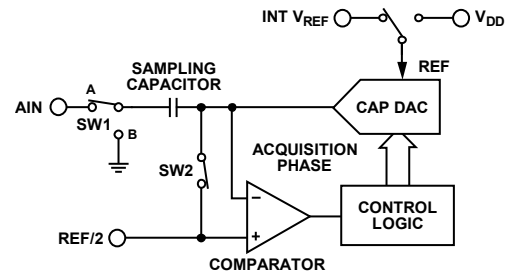 INT VREF
VDD
REF
SAMPLING
CAPACITOR
CAP DAC
AIN
A
SW1
B
ACQUISITION
PHASE
SW2
CONTROL
LOGIC
REF/2
COMPARATOR
−
+